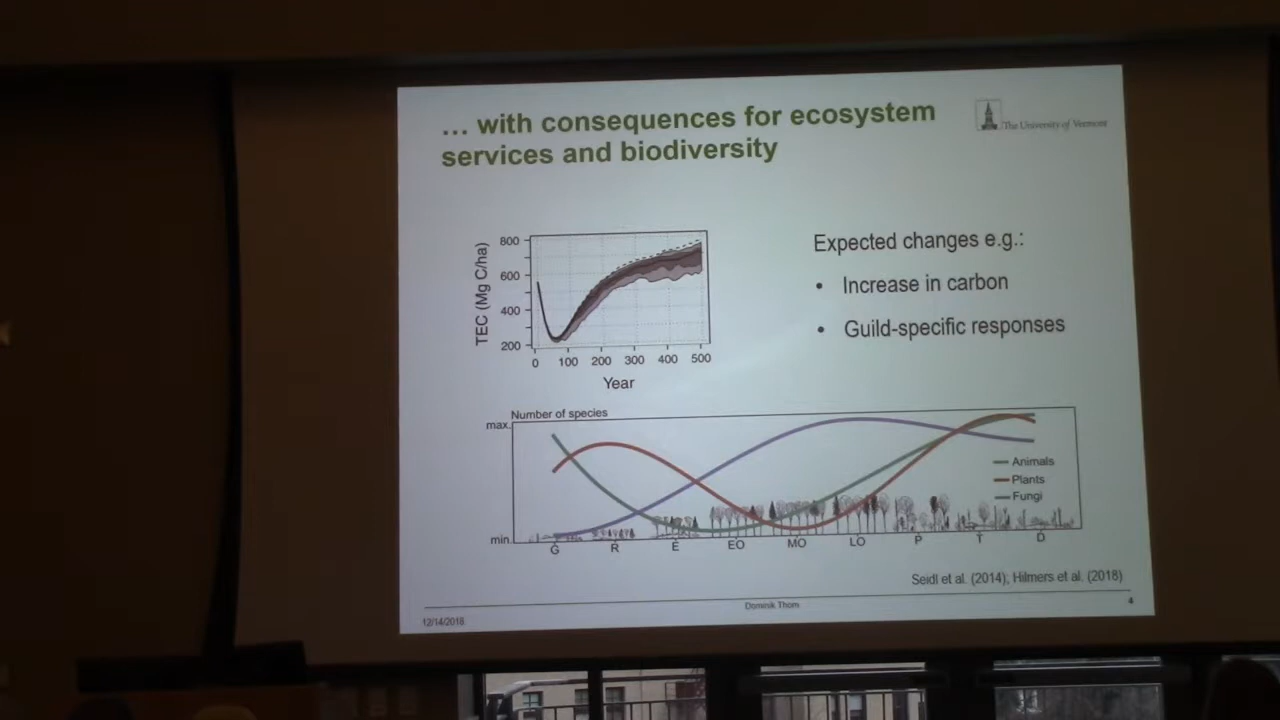 ... with consequences for ecosystem
services and biodiversity
The University of Vermont
TEC (Mg C/ha)
800
600
400
200
0 100 200 300 400 500
Year
Expected changes e.g.:
• Increase in carbon
• Guild-specific responses
Number of species
max.
min.
Animals
Plants
Fungi
G R E EO MO LO P T D
Seidl et al. (2014); Hilmers et al. (2018)
12/14/2018
Dominik Thom
4